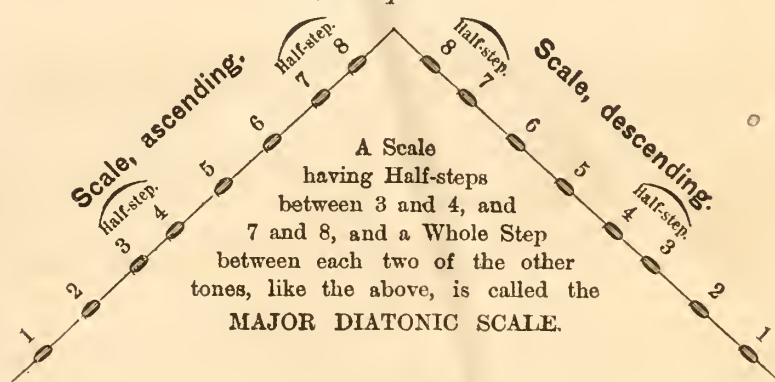 Scale, ascending.
Half-step.
8
7
6
5
Half-step.
4
3
2
1
Scale, descending.
Half-step.
8
7
6
5
Half-step.
4
3
2
1
A Scale
having Half-steps
between 3 and 4, and
7 and 8, and a Whole Step
between each two of the other
tones, like the above, is called the
MAJOR DIATONIC SCALE.